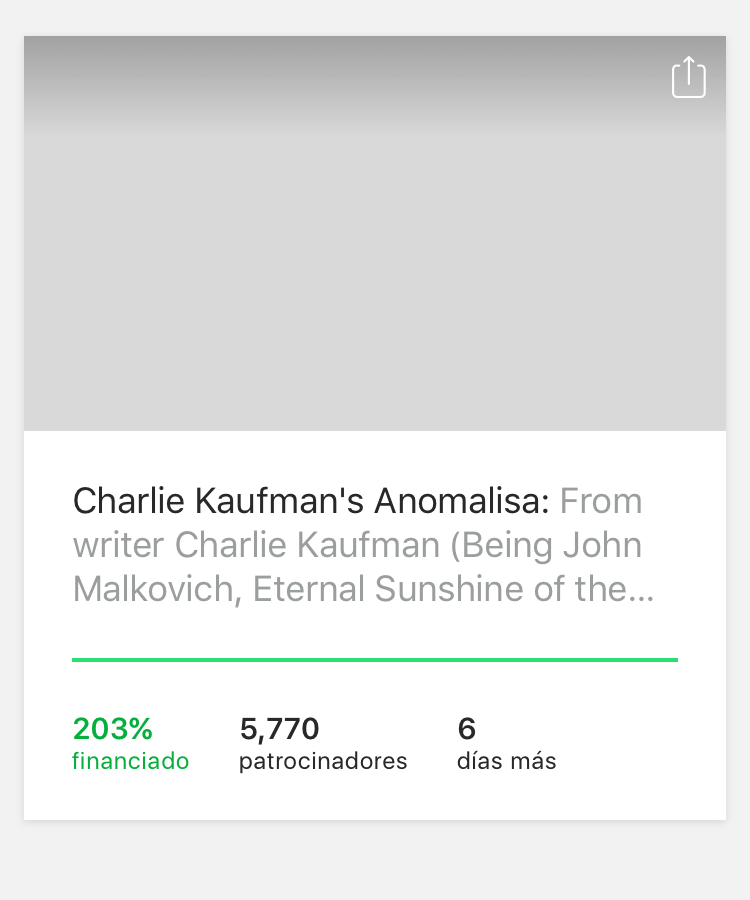 Charlie Kaufman's Anomalisa: From
writer Charlie Kaufman (Being John
Malkovich, Eternal Sunshine of the...
203% 5,770 6
financiado patrocinadores días más